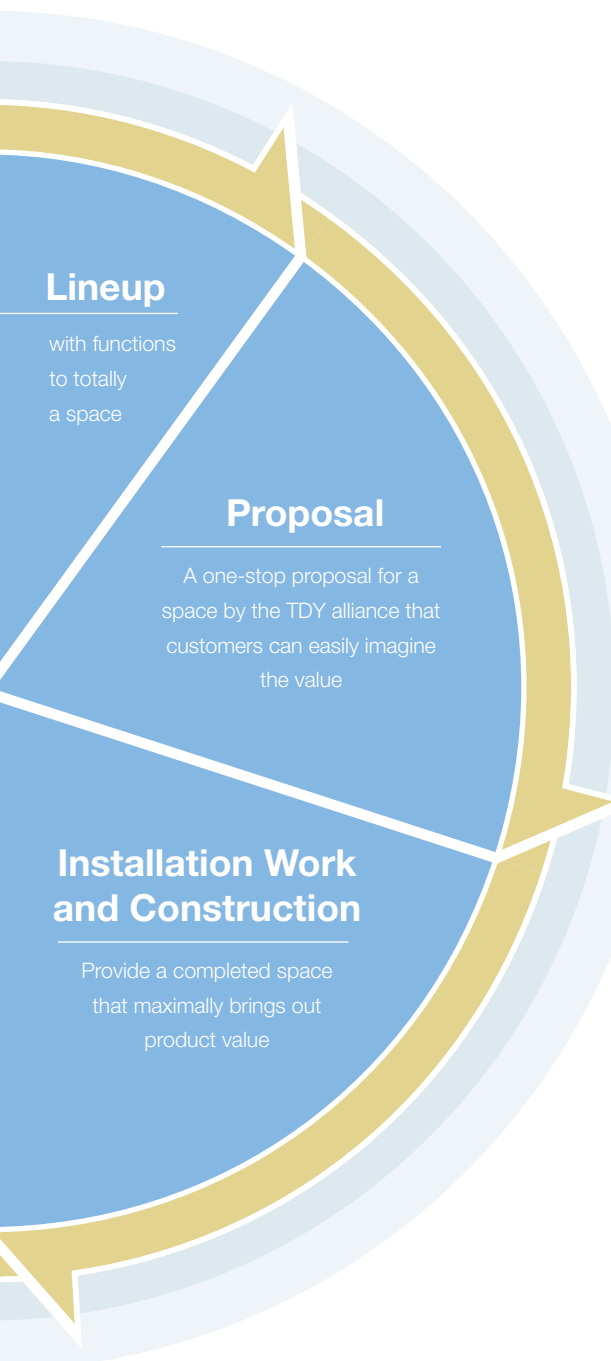 Lineup
with functions
to totally
a space
Proposal
A one-stop proposal for a
space by the TDY alliance that
customers can easily imagine
the value
Installation Work
and Construction
Provide a completed space
that maximally brings out
product value